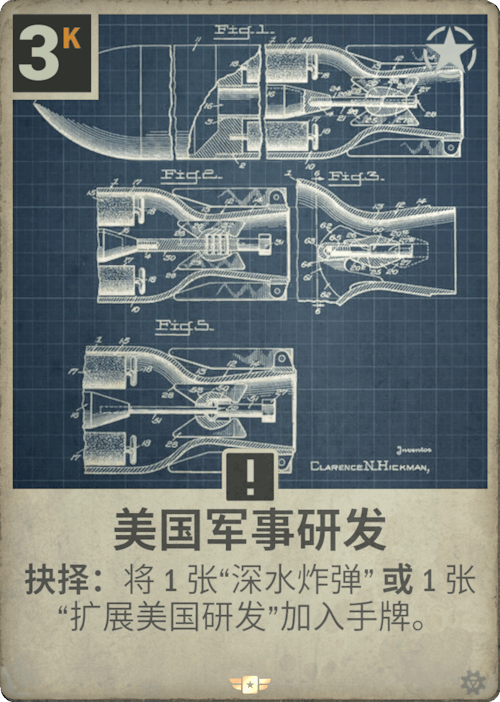 3K
Fig.1.
Fig.2.
Fig.3.
Fig.5.
Inventor
CLARENCE N. HICKMAN,
!
美国军事研发
抉择：将 1 张“深水炸弹” 或 1 张
“扩展美国研发”加入手牌。